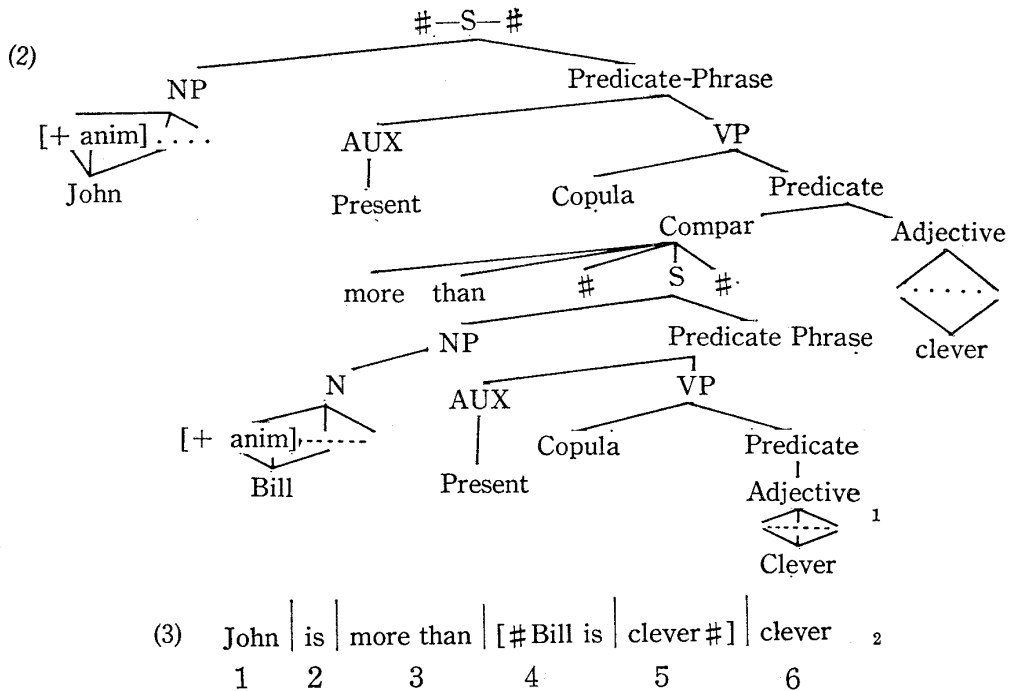 #—S—#
(2)
NP Predicate-Phrase
[+ anim] . . . . AUX VP
John Present Copula Predicate
Compar Adjective
more than # S #
NP Predicate Phrase clever
N AUX VP
[+ anim] Copula Predicate
Bill Present Adjective 1
Clever
(3) John | is | more than | [#Bill is | clever#] | clever 2
1 2 3 4 5 6